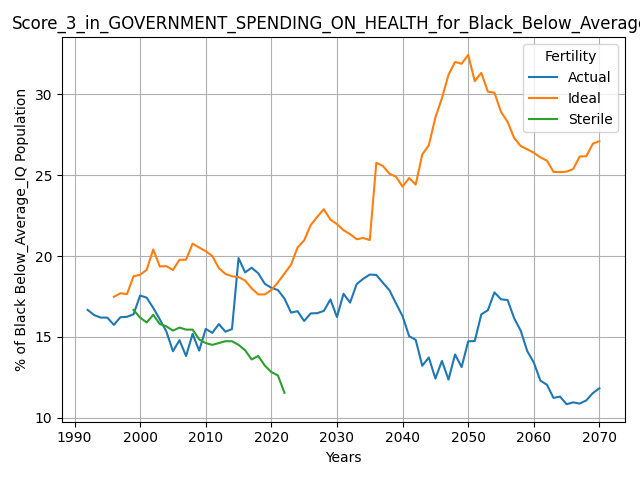 Score_3_in_GOVERNMENT_SPENDING_ON_HEALTH_for_Black_Below_Average
Fertility
Actual
Ideal
Sterile
% of Black Below_Average_IQ Population
30
25
20
15
10
1990 2000 2010 2020 2030 2040 2050 2060 2070
Years